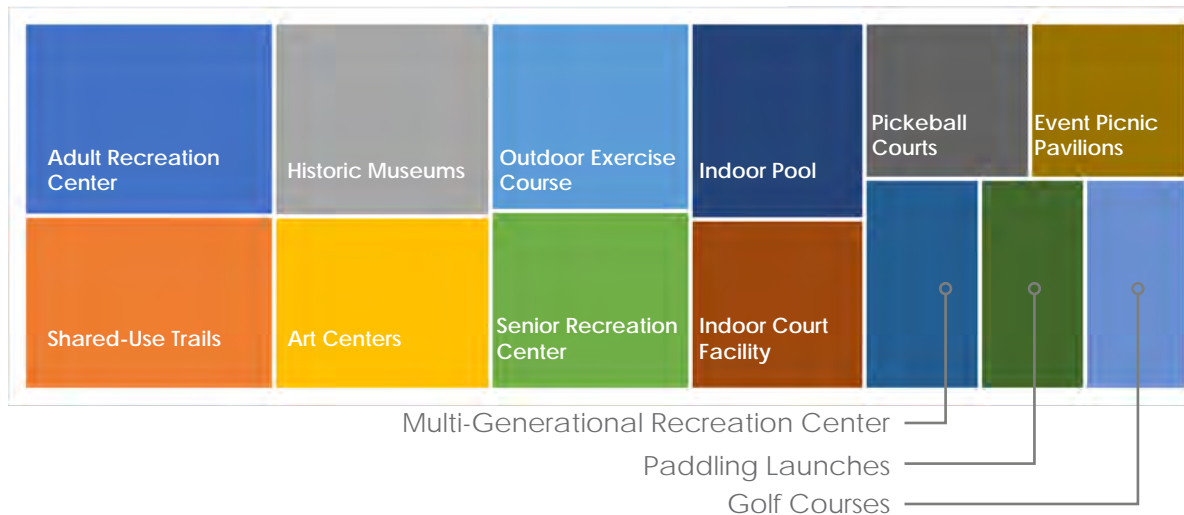 Adult Recreation
Center
Historic Museums
Outdoor Exercise
Course
Indoor Pool
Pickeball
Courts
Event Picnic
Pavilions
Shared-Use Trails
Art Centers
Senior Recreation
Center
Indoor Court
Facility
Multi-Generational Recreation Center
Paddling Launches
Golf Courses